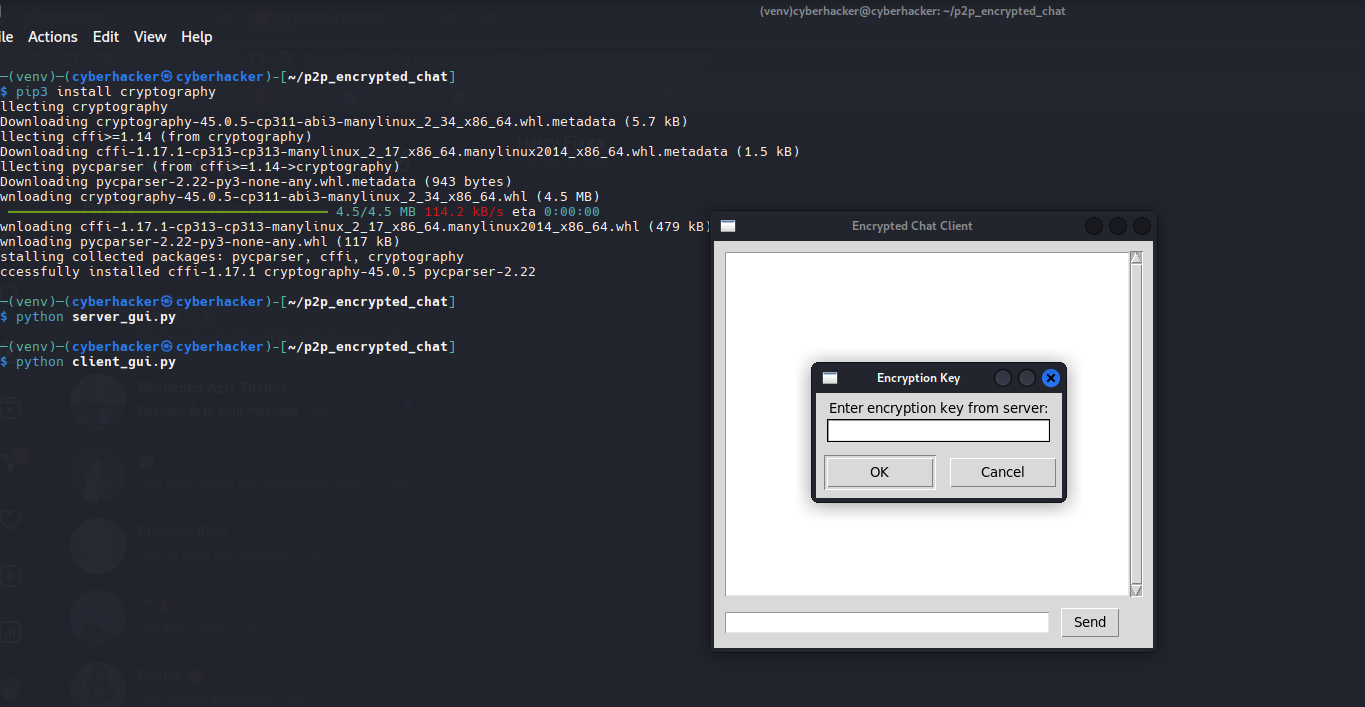 (venv)cyberhacker@cyberhacker: ~/p2p_encrypted_chat
le Actions Edit View Help
─(venv)─(cyberhacker㉿cyberhacker)-[~/p2p_encrypted_chat]
$ pip3 install cryptography
llecting cryptography
Downloading cryptography-45.0.5-cp311-abi3-manylinux_2_34_x86_64.whl.metadata (5.7 kB)
llecting cffi>=1.14 (from cryptography)
Downloading cffi-1.17.1-cp313-cp313-manylinux_2_17_x86_64.manylinux2014_x86_64.whl.metadata (1.5 kB)
llecting pycparser (from cffi>=1.14->cryptography)
Downloading pycparser-2.22-py3-none-any.whl.metadata (943 bytes)
wnloading cryptography-45.0.5-cp311-abi3-manylinux_2_34_x86_64.whl (4.5 MB)
4.5/4.5 MB 114.2 kB/s eta 0:00:00
wnloading cffi-1.17.1-cp313-cp313-manylinux_2_17_x86_64.manylinux2014_x86_64.whl (479 kB)
wnloading pycparser-2.22-py3-none-any.whl (117 kB)
stalling collected packages: pycparser, cffi, cryptography
ccessfully installed cffi-1.17.1 cryptography-45.0.5 pycparser-2.22
─(venv)─(cyberhacker㉿cyberhacker)-[~/p2p_encrypted_chat]
$ python server_gui.py
─(venv)─(cyberhacker㉿cyberhacker)-[~/p2p_encrypted_chat]
$ python client_gui.py
Mohamed Aziz Themri
Reacted to your message
Encrypted Chat Client
Encryption Key
Enter encryption key from server:
OK Cancel
Send